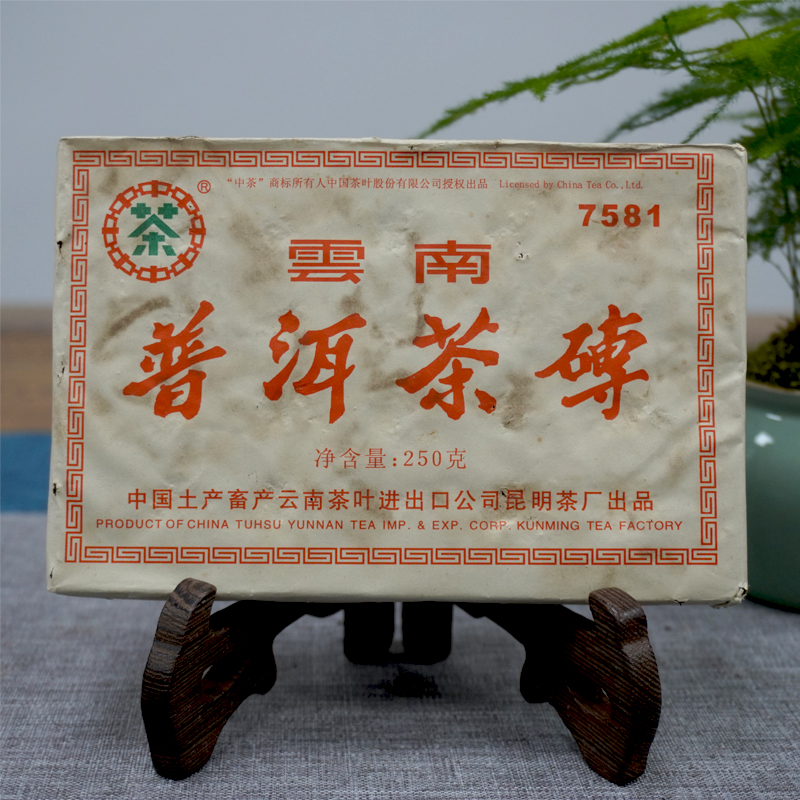 “中茶”商标所有人中国茶叶股份有限公司授权出品 Licensed by China Tea Co.,Ltd.
茶 ®
7581
雲南
普洱茶磚
净含量:250克
中国土产畜产云南茶叶进出口公司昆明茶厂出品
PRODUCT OF CHINA TUHSU YUNNAN TEA IMP. & EXP. CORP. KUNMING TEA FACTORY